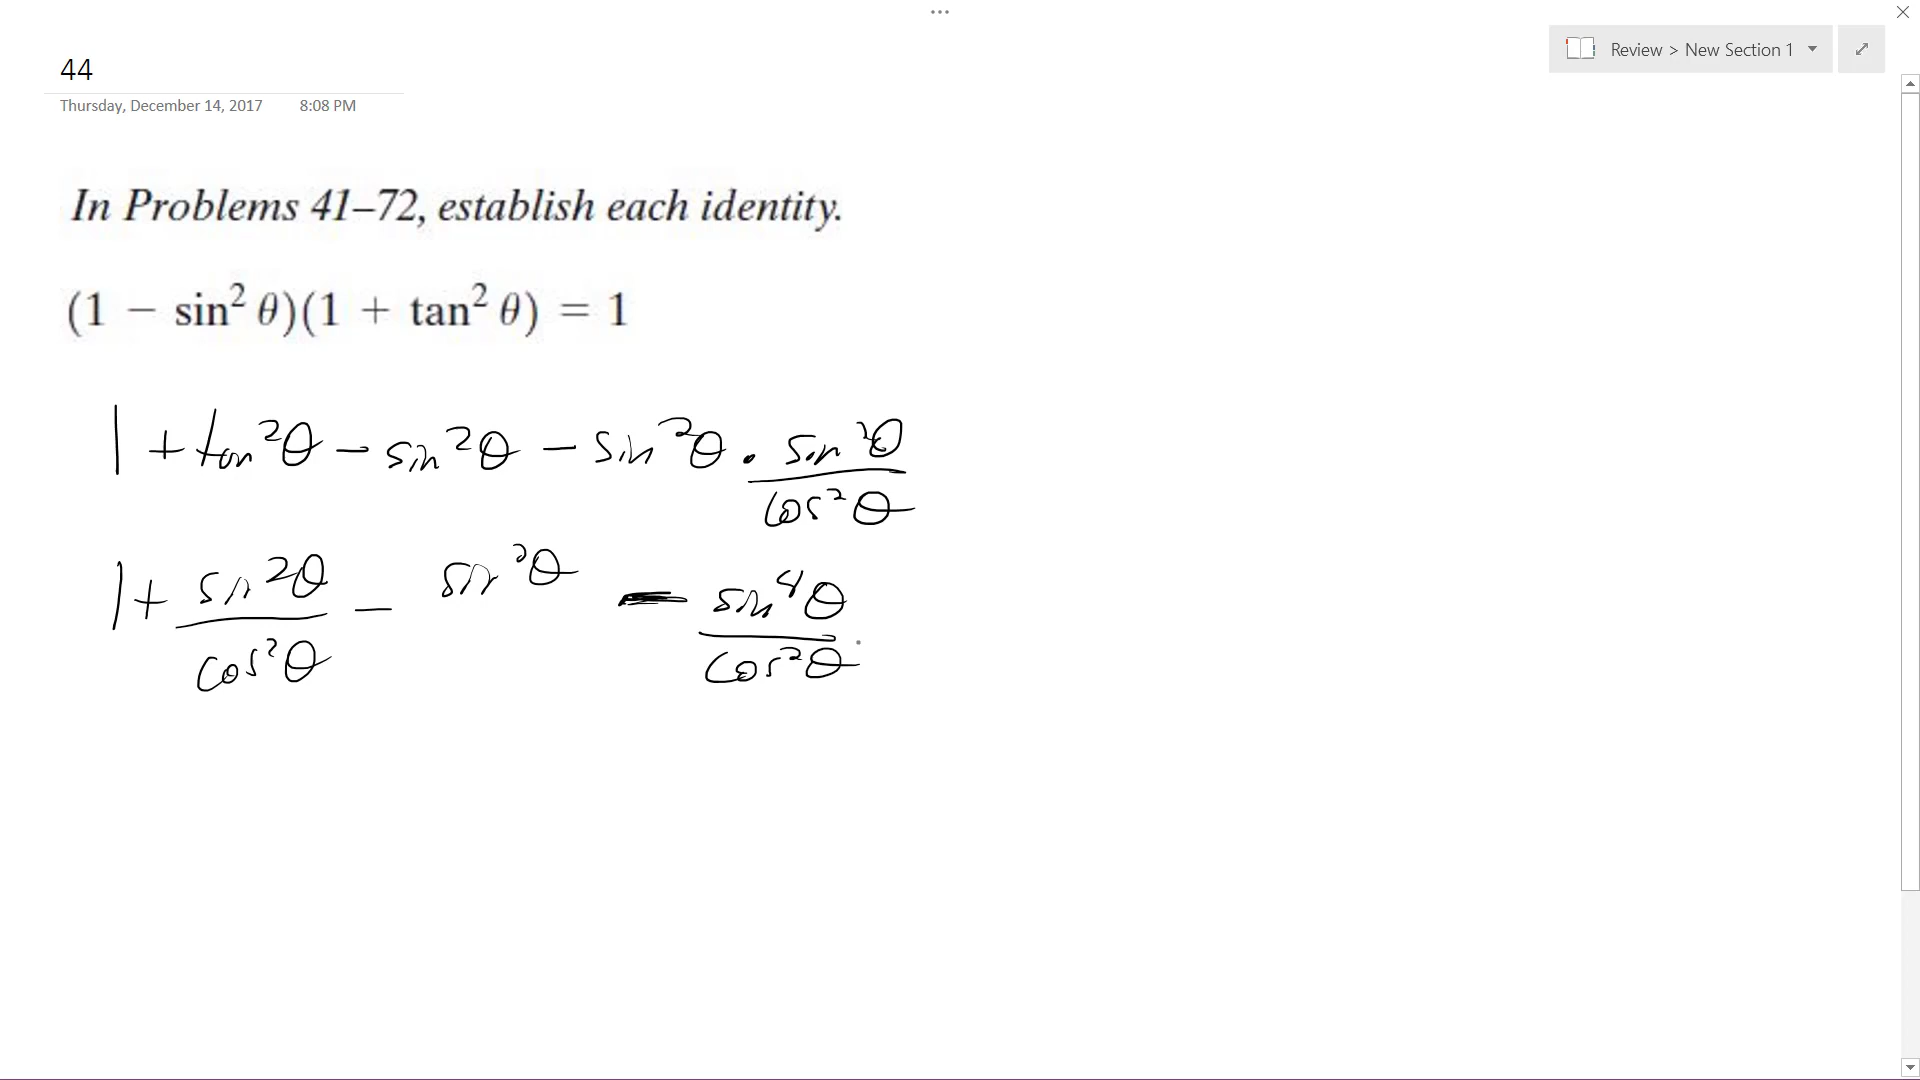 ...
Review > New Section 1
44
Thursday, December 14, 2017 8:08 PM
In Problems 41–72, establish each identity.
(1 − sin² θ)(1 + tan² θ) = 1
1 + tan²θ − sin²θ − sin²θ · sin²θ / cos²θ
1 + sin²θ / cos²θ − sin²θ − sin⁴θ / cos²θ